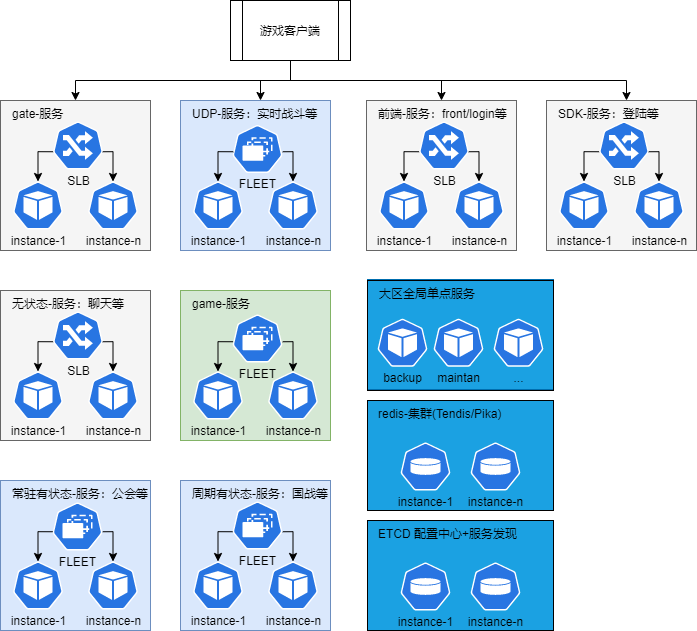 游戏客户端
gate-服务
SLB
instance-1
instance-n
UDP-服务：实时战斗等
FLEET
instance-1
instance-n
前端-服务：front/login等
SLB
instance-1
instance-n
SDK-服务：登陆等
SLB
instance-1
instance-n
无状态-服务：聊天等
SLB
instance-1
instance-n
game-服务
FLEET
instance-1
instance-n
大区全局单点服务
backup
maintan
...
redis-集群(Tendis/Pika)
instance-1
instance-n
常驻有状态-服务：公会等
FLEET
instance-1
instance-n
周期有状态-服务：国战等
FLEET
instance-1
instance-n
ETCD 配置中心+服务发现
instance-1
instance-n